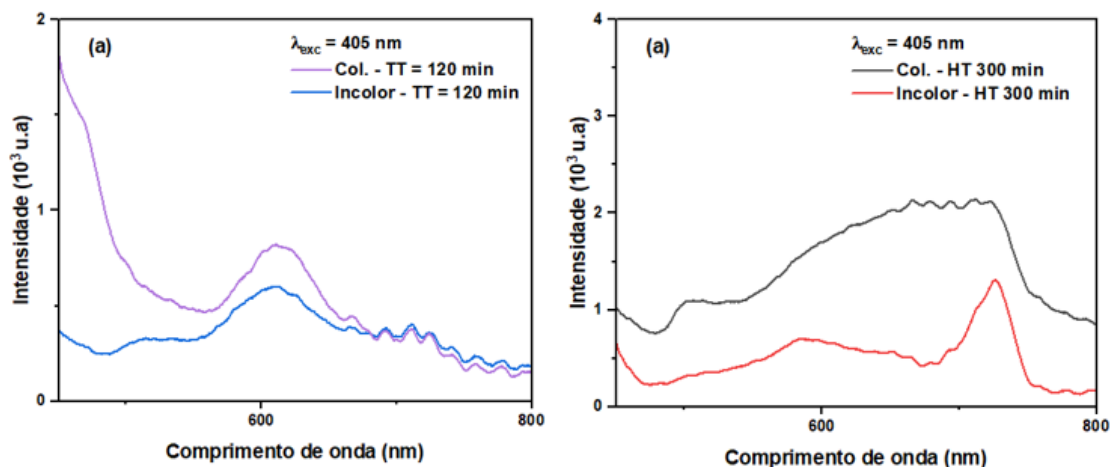 (a)
λexc = 405 nm
Col. - TT = 120 min
Incolor - TT = 120 min
Intensidade (10³ u.a)
2
1
0
600
800
Comprimento de onda (nm)
(a)
λexc = 405 nm
Col. - HT 300 min
Incolor - HT 300 min
Intensidade (10³ u.a)
4
3
2
1
0
600
800
Comprimento de onda (nm)